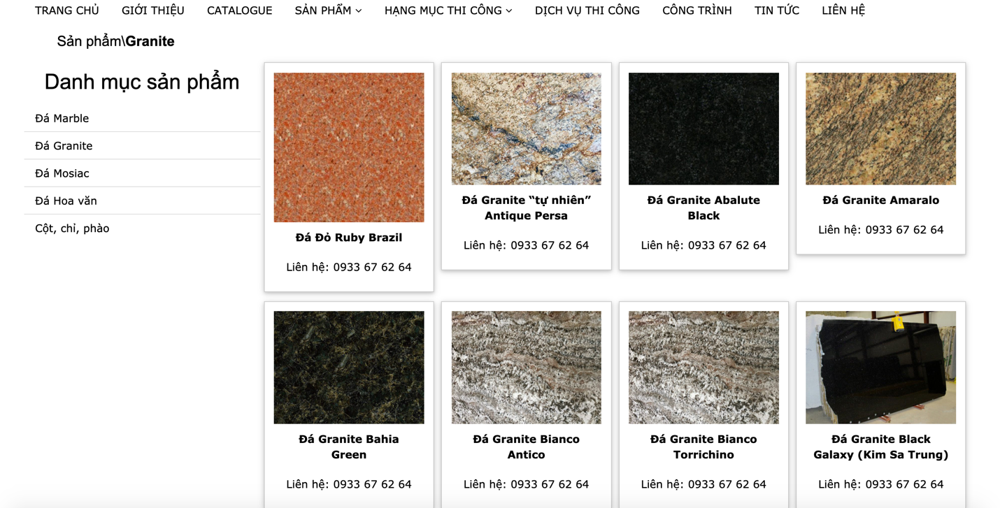 TRANG CHỦ GIỚI THIỆU CATALOGUE SẢN PHẨM HẠNG MỤC THI CÔNG DỊCH VỤ THI CÔNG CÔNG TRÌNH TIN TỨC LIÊN HỆ
Sản phẩm\Granite
Danh mục sản phẩm
Đá Marble
Đá Granite
Đá Mosiac
Đá Hoa văn
Cột, chỉ, phào
Đá Đỏ Ruby Brazil
Liên hệ: 0933 67 62 64
Đá Granite “tự nhiên”
Antique Persa
Liên hệ: 0933 67 62 64
Đá Granite Abalute
Black
Liên hệ: 0933 67 62 64
Đá Granite Amaralo
Liên hệ: 0933 67 62 64
Đá Granite Bahia
Green
Liên hệ: 0933 67 62 64
Đá Granite Bianco
Antico
Liên hệ: 0933 67 62 64
Đá Granite Bianco
Torrichino
Liên hệ: 0933 67 62 64
Đá Granite Black
Galaxy (Kim Sa Trung)
Liên hệ: 0933 67 62 64